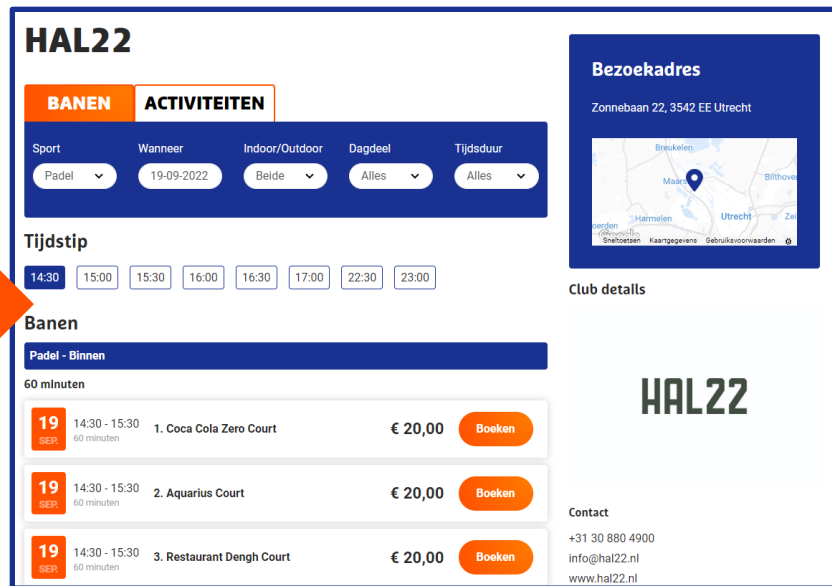 HAL22
BANEN
ACTIVITEITEN
Sport
Wanneer
Indoor/Outdoor
Dagdeel
Tijdsduur
Padel
19-09-2022
Beide
Alles
Alles
Tijdstip
14:30
15:00
15:30
16:00
16:30
17:00
22:30
23:00
Banen
Padel - Binnen
60 minuten
19
SEP.
14:30 - 15:30
60 minuten
1. Coca Cola Zero Court
€ 20,00
Boeken
19
SEP.
14:30 - 15:30
60 minuten
2. Aquarius Court
€ 20,00
Boeken
19
SEP.
14:30 - 15:30
60 minuten
3. Restaurant Dengh Court
€ 20,00
Boeken
Bezoekadres
Zonnebaan 22, 3542 EE Utrecht
Breukelen
Maars
Bilthove
Harmelen
Utrecht
Zei
oerden
Google
Sneltoetsen
Kaartgegevens
Gebruiksvoorwaarden
Club details
HAL22
Contact
+31 30 880 4900
info@hal22.nl
www.hal22.nl